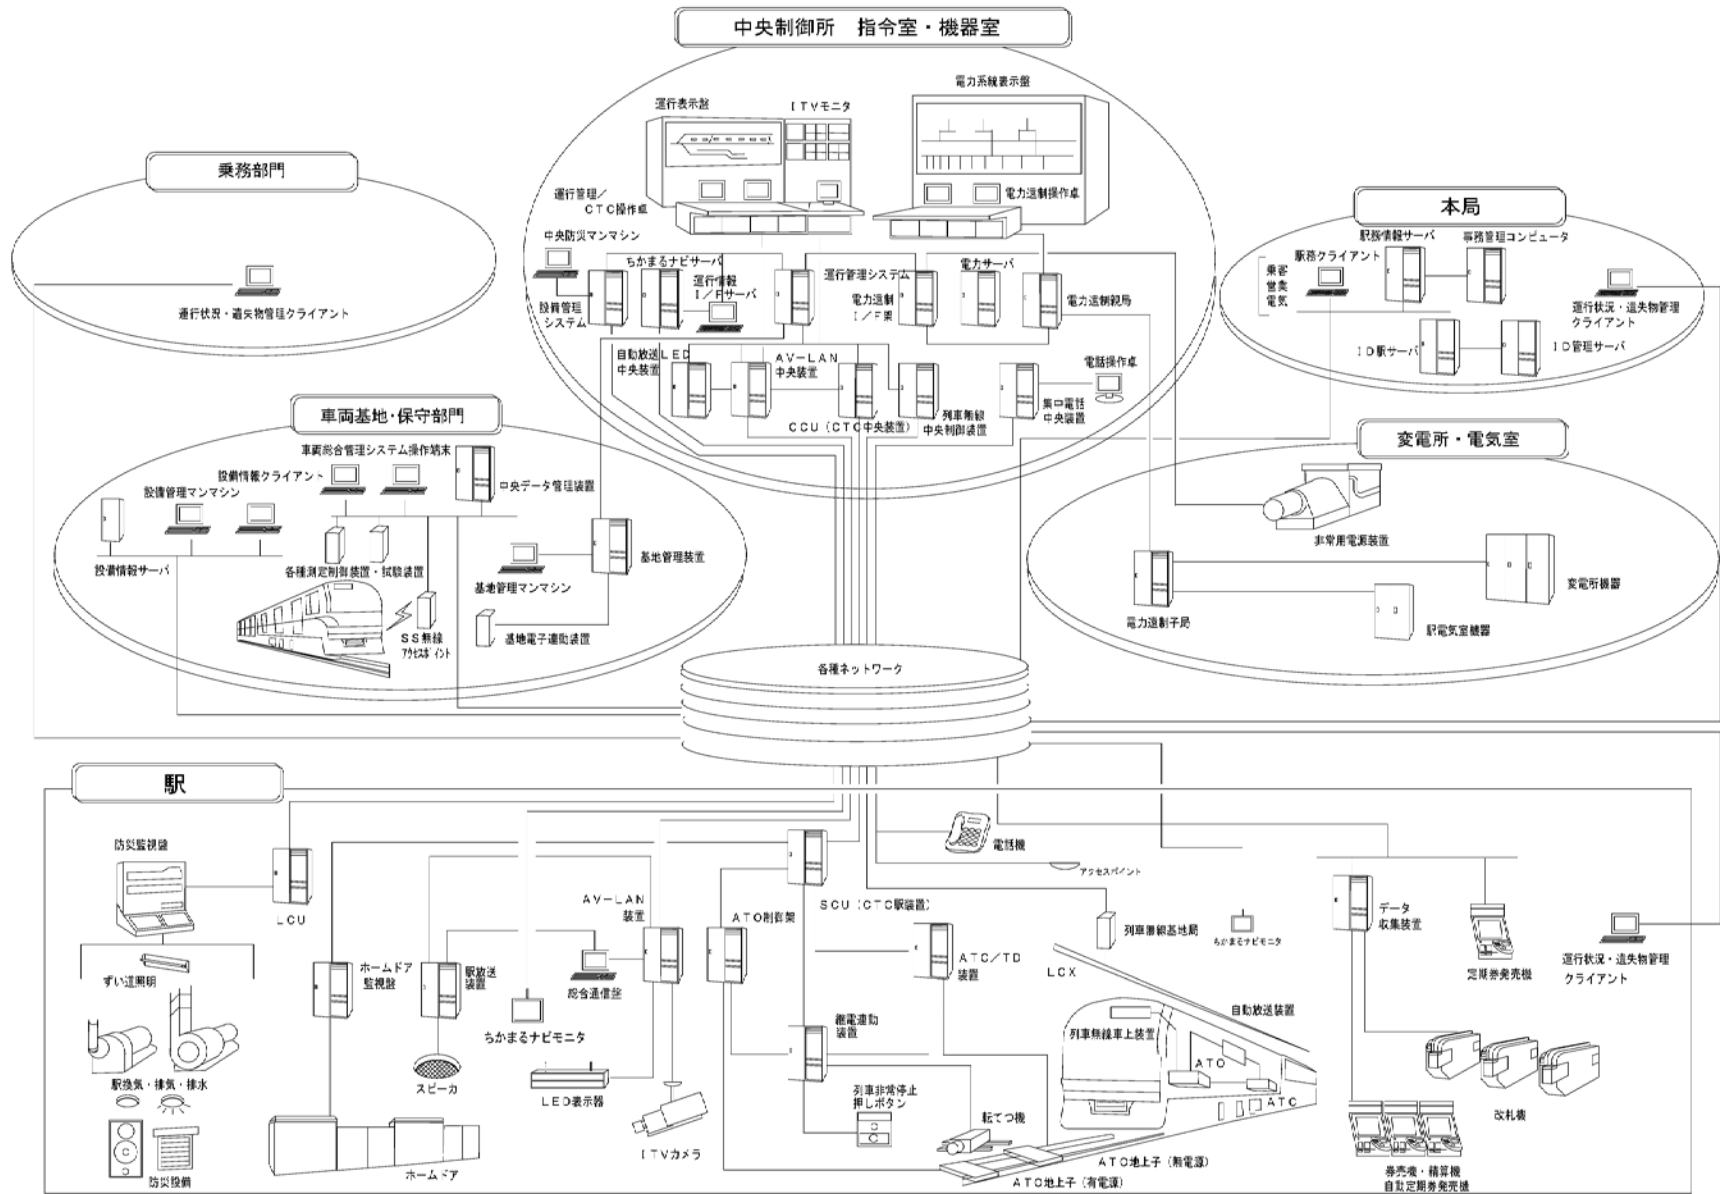 中央制御所　指令室・機器室
電力系統表示盤
運行表示盤
ＩＴＶモニタ
運行管理／
ＣＴＣ操作卓
電力遠制操作卓
中央防災マンマシン
ちかまるナビサーバ
運行情報
Ｉ／Ｆサーバ
運行管理システム
電力サーバ
設備管理
システム
電力遠制
Ｉ／Ｆ架
電力遠制親局
自動放送ＬＥＤ
中央装置
ＡＶ－ＬＡＮ
中央装置
電話操作卓
ＣＣＵ（ＣＴＣ中央装置）
列車無線
中央制御装置
集中電話
中央装置
乗務部門
運行状況・遺失物管理クライアント
本局
駅務情報サーバ
事務管理コンピュータ
駅務クライアント
乗客
営業
電気
運行状況・遺失物管理
クライアント
ＩＤ駅サーバ
ＩＤ管理サーバ
車両基地・保守部門
車両総合管理システム操作端末
設備情報クライアント
設備管理マンマシン
中央データ管理装置
設備情報サーバ
各種測定制御装置・試験装置
基地管理装置
基地管理マンマシン
ＳＳ無線
アクセスポイント
基地電子連動装置
変電所・電気室
非常用電源装置
変電所機器
電力遠制子局
駅電気室機器
各種ネットワーク
駅
防災監視盤
ＬＣＵ
ずい道照明
駅換気・排気・排水
防災設備
ホームドア
監視盤
駅放送
装置
総合通信盤
ＡＶ－ＬＡＮ
装置
ちかまるナビモニタ
スピーカ
ＬＥＤ表示器
ホームドア
ＩＴＶカメラ
ＡＴＯ制御架
ＳＣＵ（ＣＴＣ駅装置）
電話機
アクセスポイント
ＡＴＣ／ＴＤ
装置
継電連動
装置
列車非常停止
押しボタン
転てつ機
列車無線基地局
ＬＣＸ
ちかまるナビモニタ
自動放送装置
列車無線車上装置
ＡＴＯ
ＡＴＣ
ＡＴＯ地上子（無電源）
ＡＴＯ地上子（有電源）
データ
収集装置
定期券発売機
運行状況・遺失物管理
クライアント
改札機
券売機・精算機
自動定期券発売機